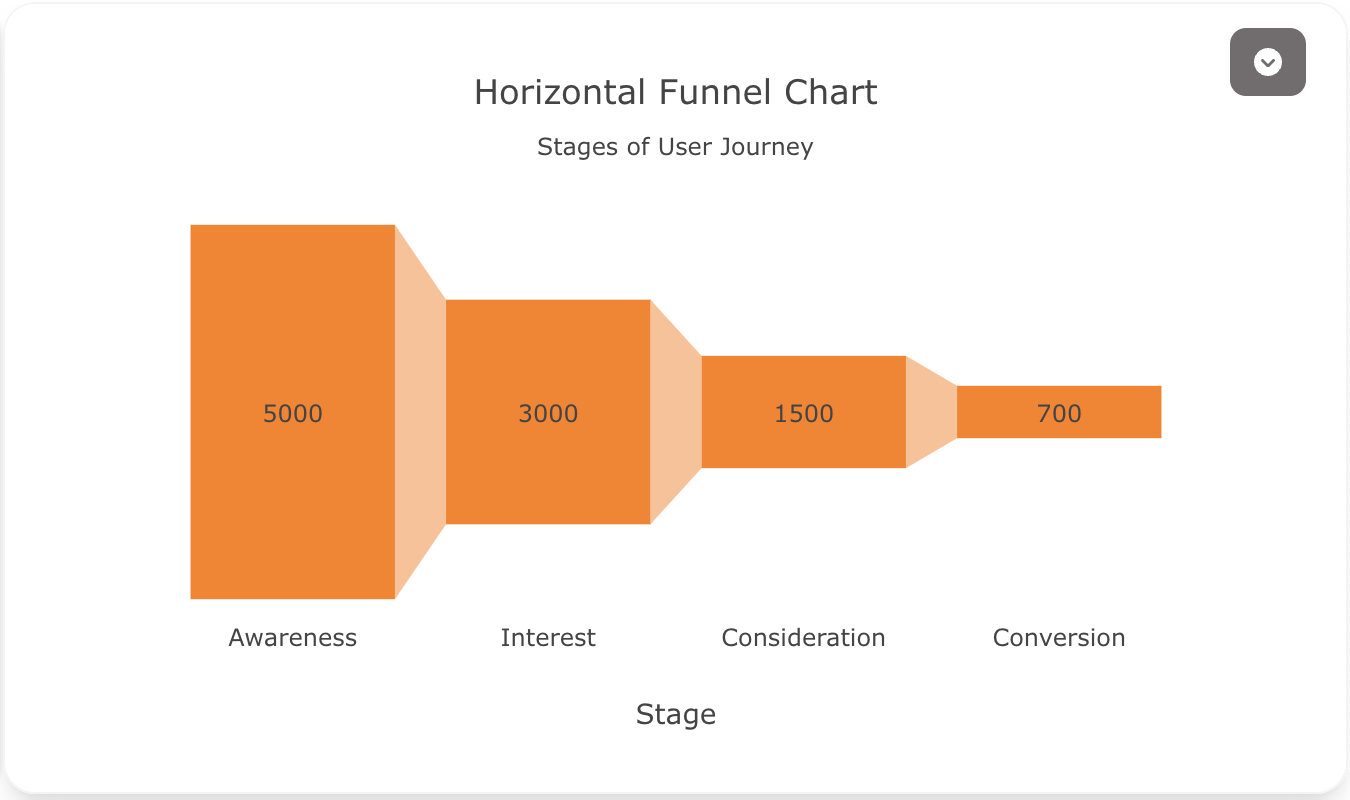 Horizontal Funnel Chart
Stages of User Journey
5000 3000 1500 700
Awareness Interest Consideration Conversion
Stage